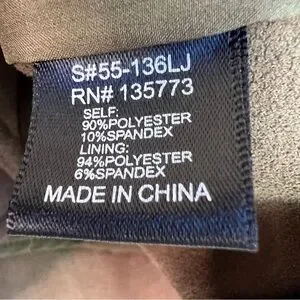 S#55-136LJ
RN# 135773
SELF:
90%POLYESTER
10%SPANDEX
LINING:
94%POLYESTER
6%SPANDEX
MADE IN CHINA